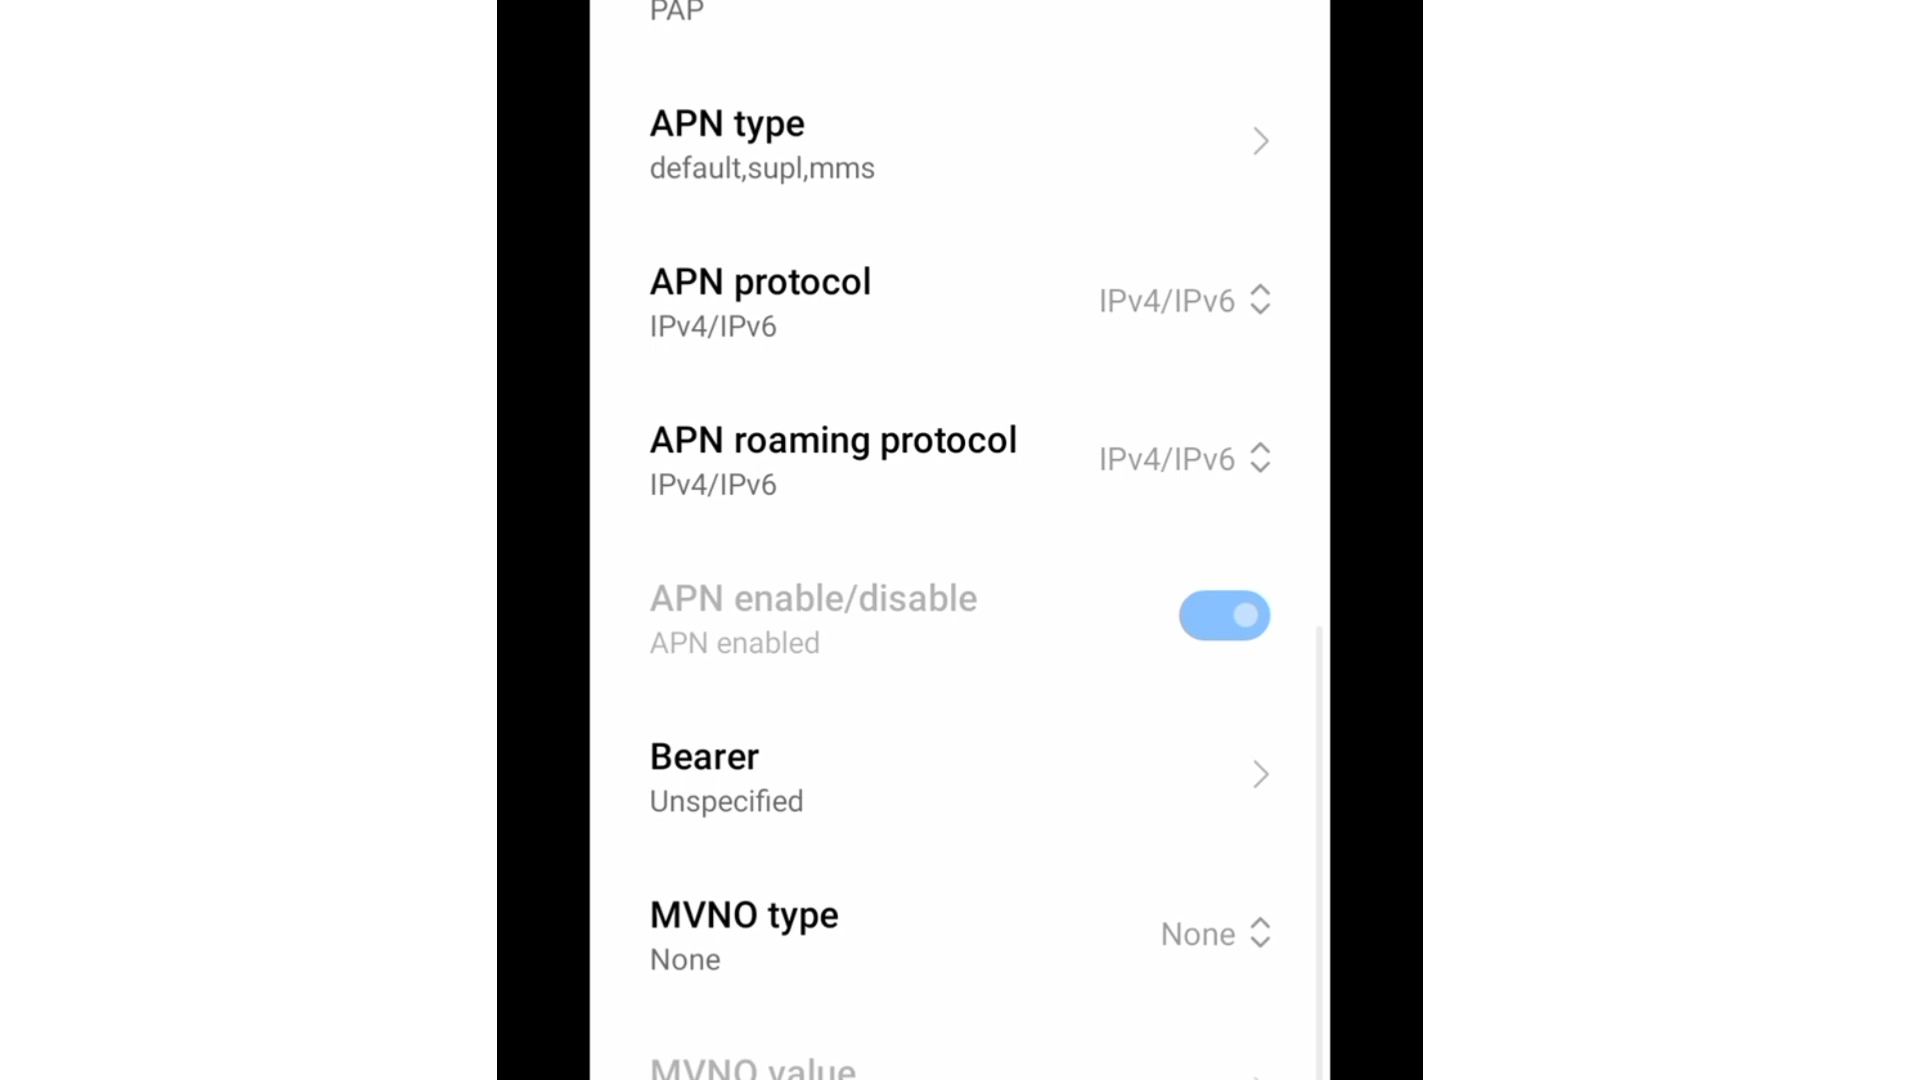 PAP
APN type
default,supl,mms
APN protocol
IPv4/IPv6
IPv4/IPv6
APN roaming protocol
IPv4/IPv6
IPv4/IPv6
APN enable/disable
APN enabled
Bearer
Unspecified
MVNO type
None
None
MVNO value